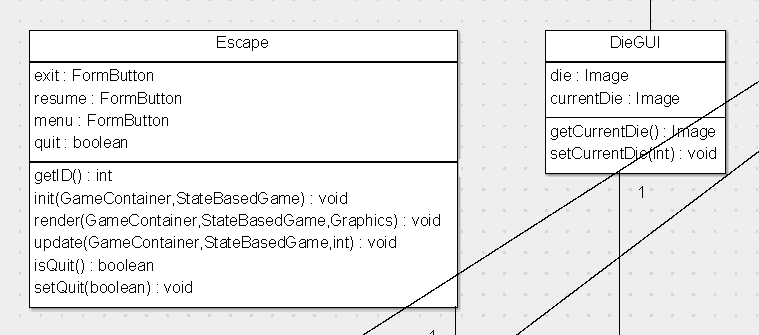 Escape
exit : FormButton
resume : FormButton
menu : FormButton
quit : boolean
getID() : int
init(GameContainer,StateBasedGame) : void
render(GameContainer,StateBasedGame,Graphics) : void
update(GameContainer,StateBasedGame,int) : void
isQuit() : boolean
setQuit(boolean) : void
1
DieGUI
die : Image
currentDie : Image
getCurrentDie() : Image
setCurrentDie(int) : void
1